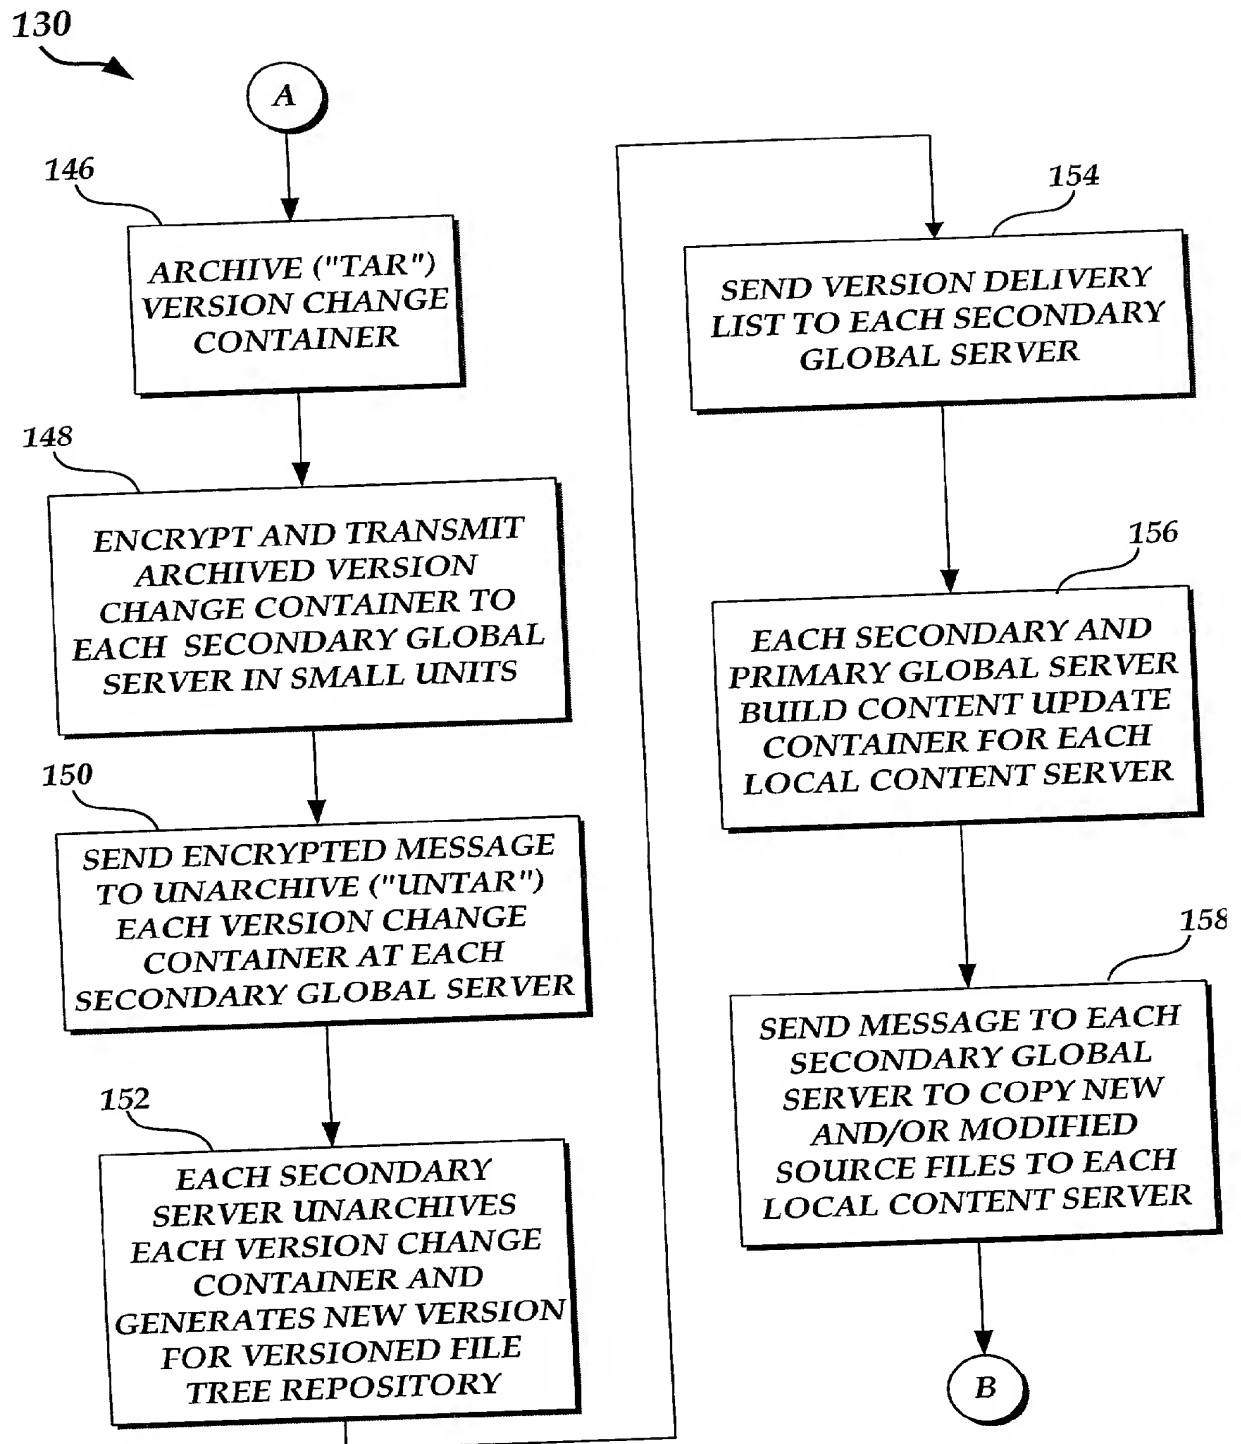 130
A
146
ARCHIVE ("TAR")
VERSION CHANGE
CONTAINER
148
ENCRYPT AND TRANSMIT
ARCHIVED VERSION
CHANGE CONTAINER TO
EACH SECONDARY GLOBAL
SERVER IN SMALL UNITS
150
SEND ENCRYPTED MESSAGE
TO UNARCHIVE ("UNTAR")
EACH VERSION CHANGE
CONTAINER AT EACH
SECONDARY GLOBAL SERVER
152
EACH SECONDARY
SERVER UNARCHIVES
EACH VERSION CHANGE
CONTAINER AND
GENERATES NEW VERSION
FOR VERSIONED FILE
TREE REPOSITORY
154
SEND VERSION DELIVERY
LIST TO EACH SECONDARY
GLOBAL SERVER
156
EACH SECONDARY AND
PRIMARY GLOBAL SERVER
BUILD CONTENT UPDATE
CONTAINER FOR EACH
LOCAL CONTENT SERVER
158
SEND MESSAGE TO EACH
SECONDARY GLOBAL
SERVER TO COPY NEW
AND/OR MODIFIED
SOURCE FILES TO EACH
LOCAL CONTENT SERVER
B